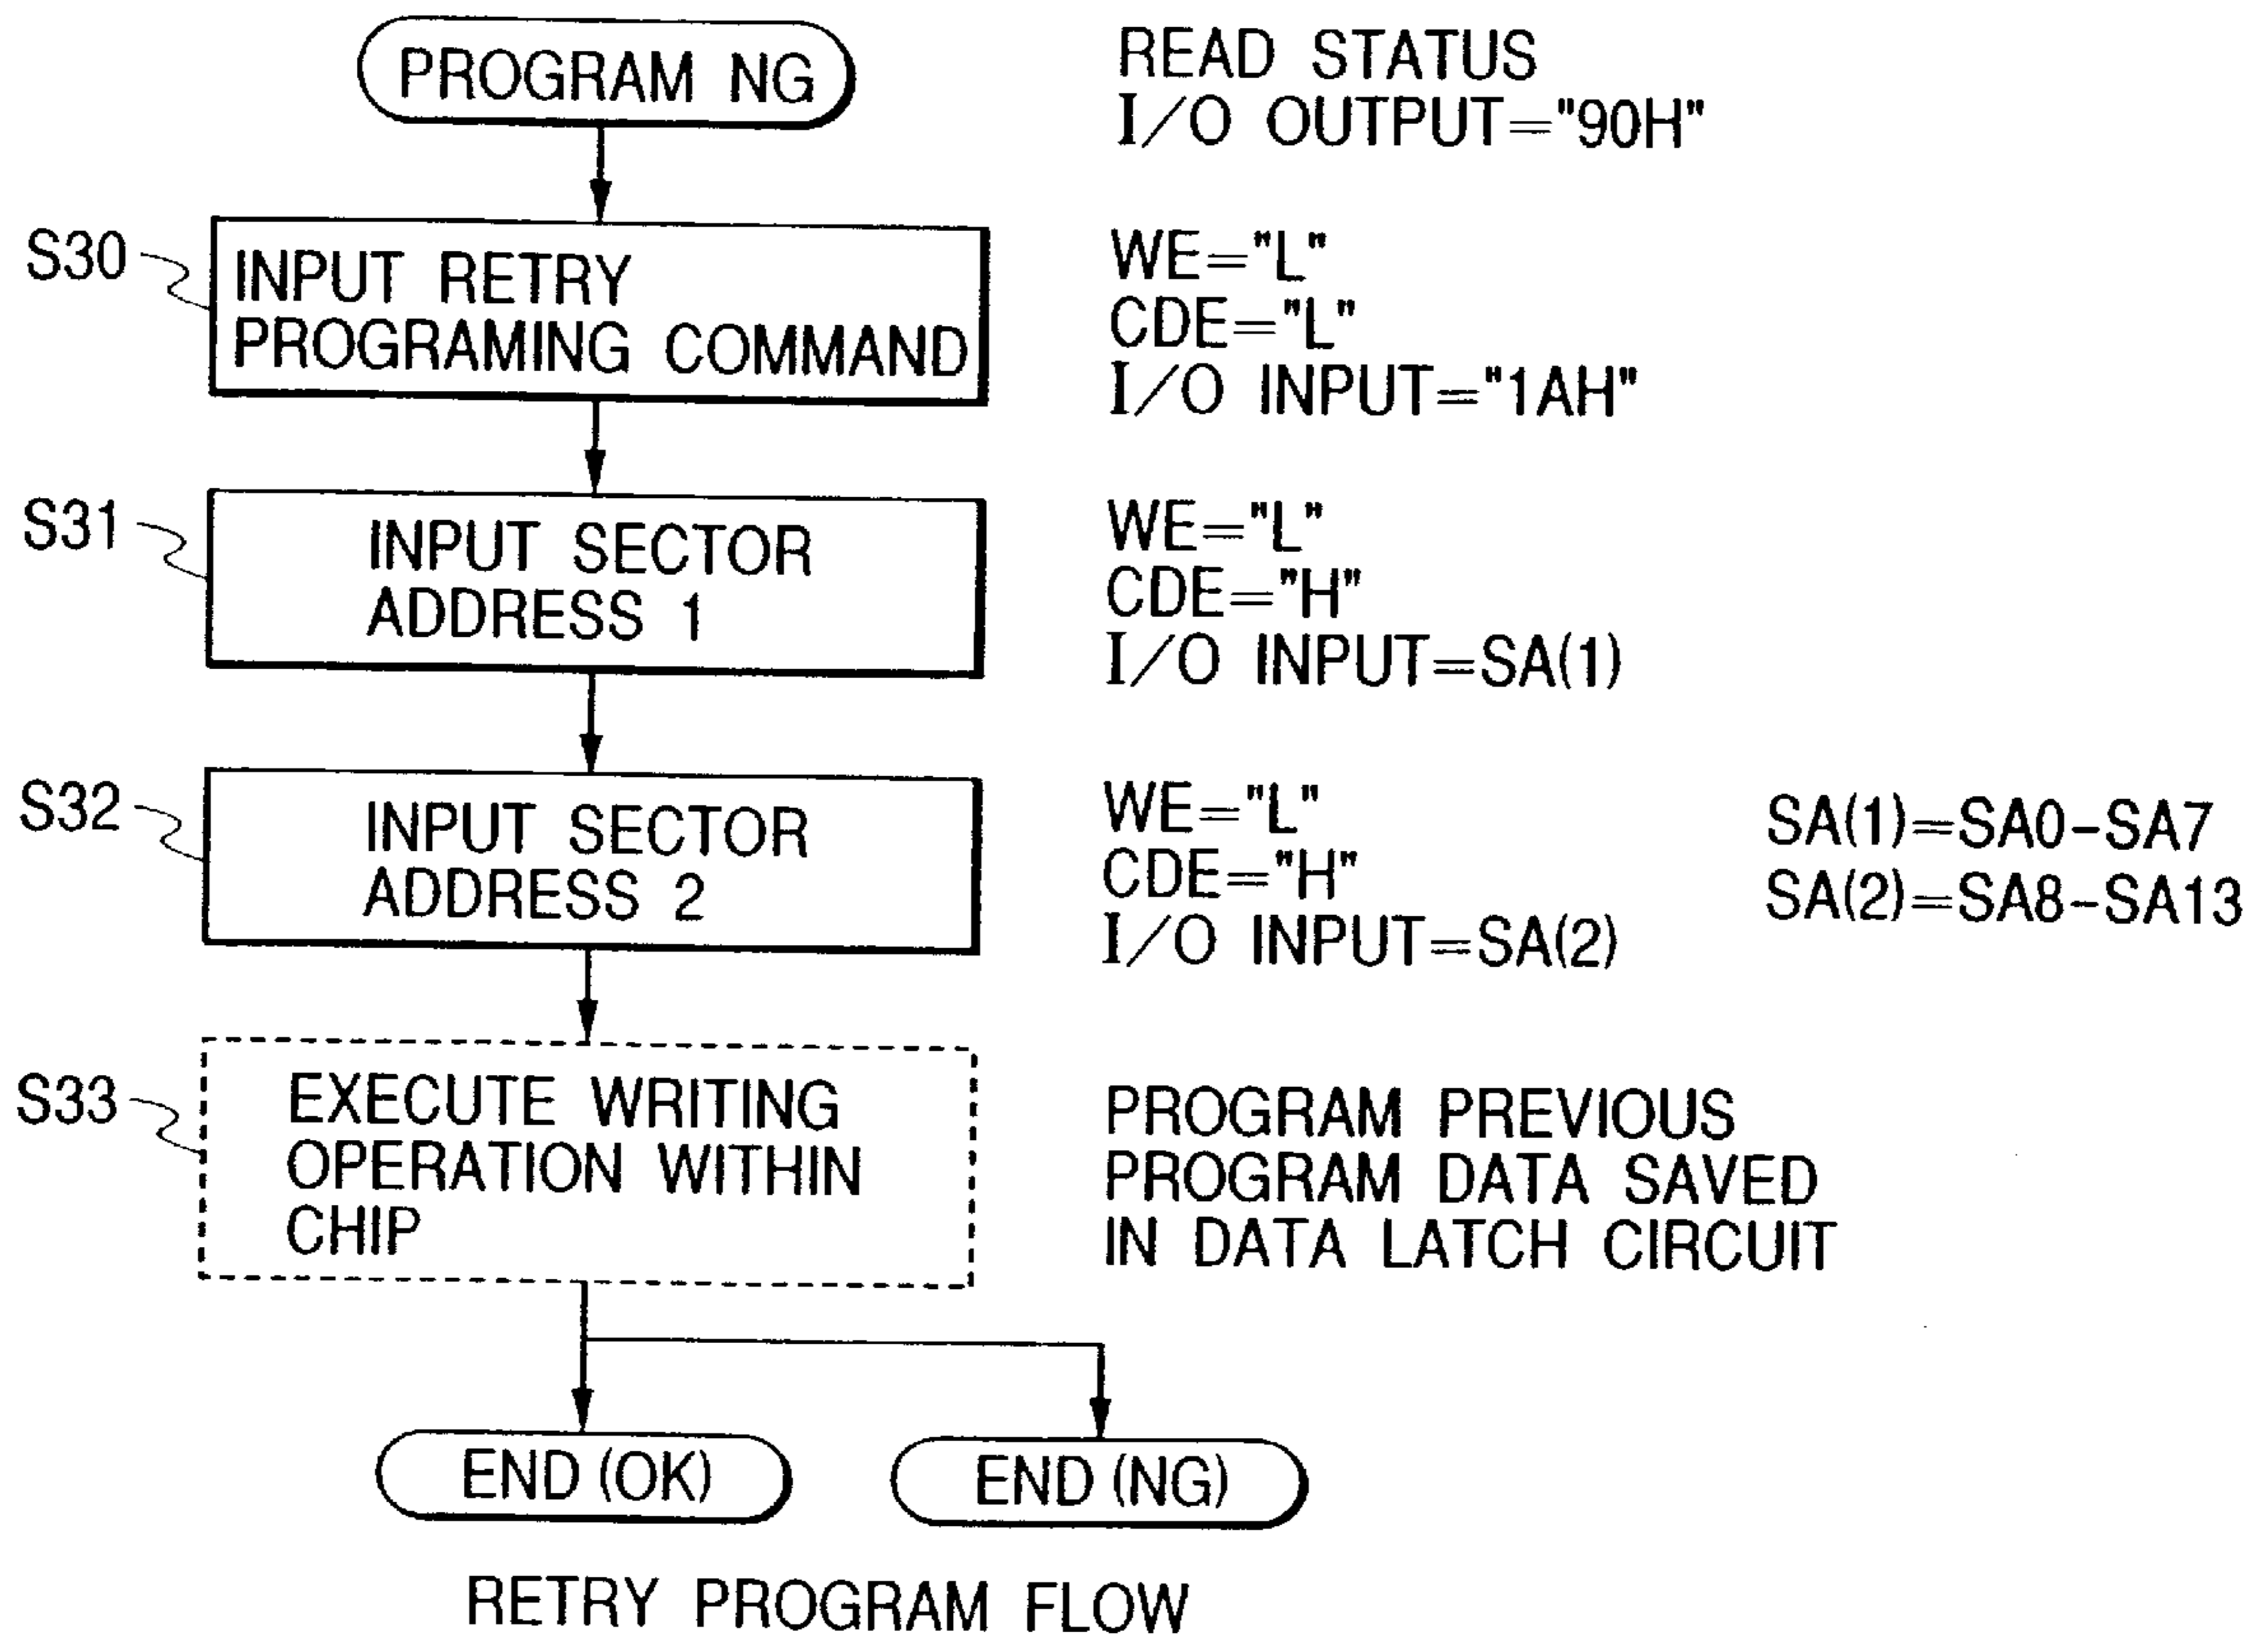 PROGRAM NG
READ STATUS
I/O OUTPUT="90H"
S30
INPUT RETRY
PROGRAMING COMMAND
WE="L"
CDE="L"
I/O INPUT="1AH"
S31
INPUT SECTOR
ADDRESS 1
WE="L"
CDE="H"
I/O INPUT=SA(1)
S32
INPUT SECTOR
ADDRESS 2
WE="L"
CDE="H"
I/O INPUT=SA(2)
SA(1)=SA0-SA7
SA(2)=SA8-SA13
S33
EXECUTE WRITING
OPERATION WITHIN
CHIP
PROGRAM PREVIOUS
PROGRAM DATA SAVED
IN DATA LATCH CIRCUIT
END (OK)
END (NG)
RETRY PROGRAM FLOW